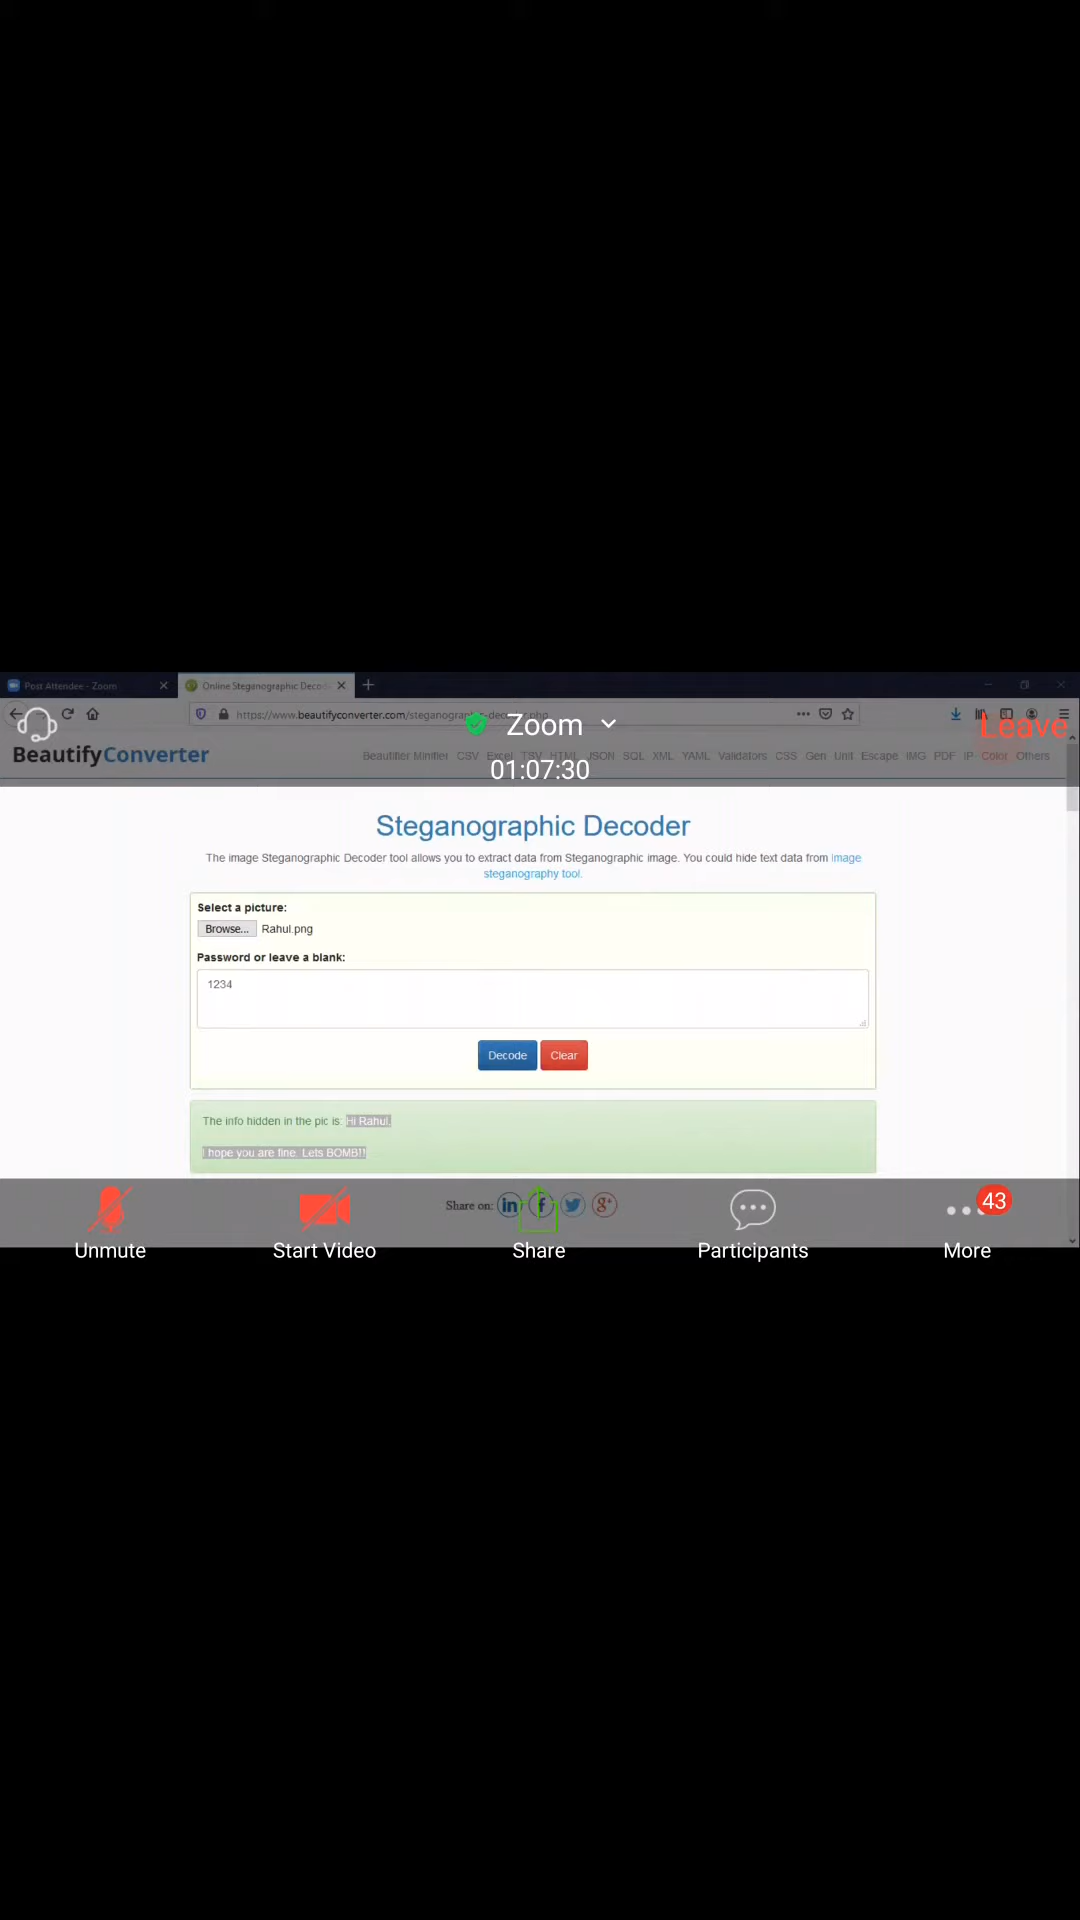 Post Attendee - Zoom
Online Steganographic Deco
https://www.beautifyconverter.com/steganographic-decoder.php
Zoom
Leave
01:07:30
BeautifyConverter
Beautifier Minifier CSV Excel TSV HTML JSON SQL XML YAML Validators CSS Gen Unit Escape IMG PDF IP Color Others
Steganographic Decoder
The image Steganographic Decoder tool allows you to extract data from Steganographic image. You could hide text data from Image
steganography tool.
Select a picture:
Browse... Rahul.png
Password or leave a blank:
1234
Decode Clear
The info hidden in the pic is: Hi Rahul,
I hope you are fine. Lets BOMB!!
Share on: in f g+
43
Unmute Start Video Share Participants More